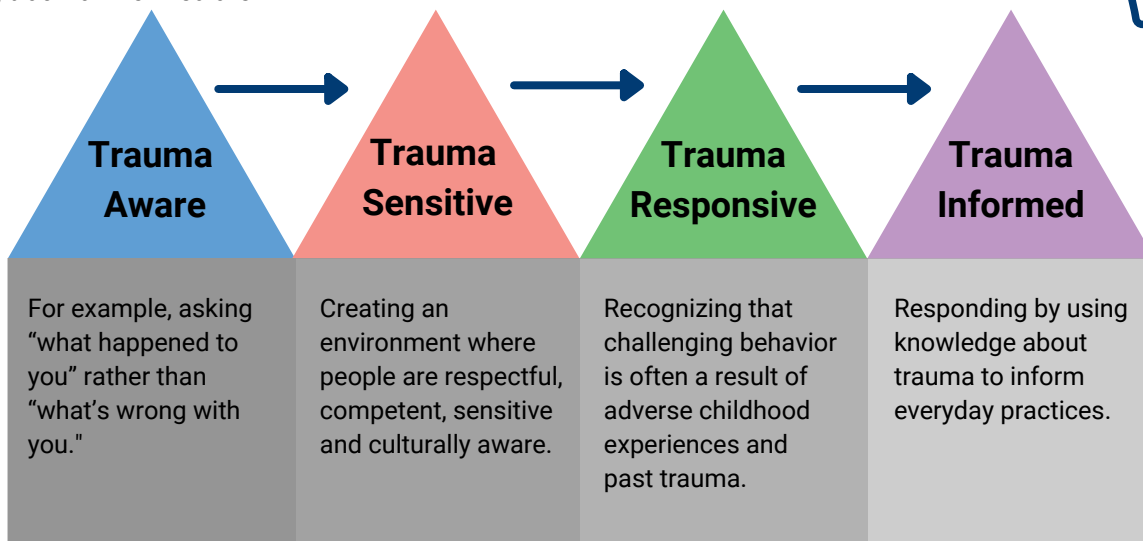 Trauma
Aware
Trauma
Sensitive
Trauma
Responsive
Trauma
Informed
For example, asking
“what happened to
you” rather than
“what’s wrong with
you."
Creating an
environment where
people are respectful,
competent, sensitive
and culturally aware.
Recognizing that
challenging behavior
is often a result of
adverse childhood
experiences and
past trauma.
Responding by using
knowledge about
trauma to inform
everyday practices.